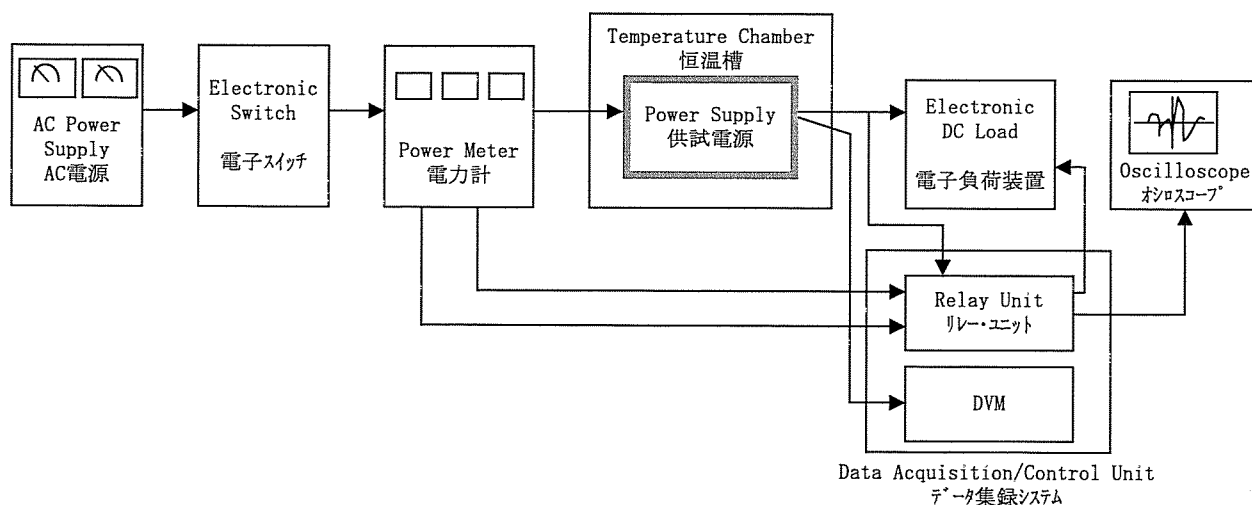 AC Power
Supply
AC電源
Electronic
Switch
電子スイッチ
Power Meter
電力計
Temperature Chamber
恒温槽
Power Supply
供試電源
Electronic
DC Load
電子負荷装置
Oscilloscope
オシロスコープ
Relay Unit
リレー・ユニット
DVM
Data Acquisition/Control Unit
データ集録システム